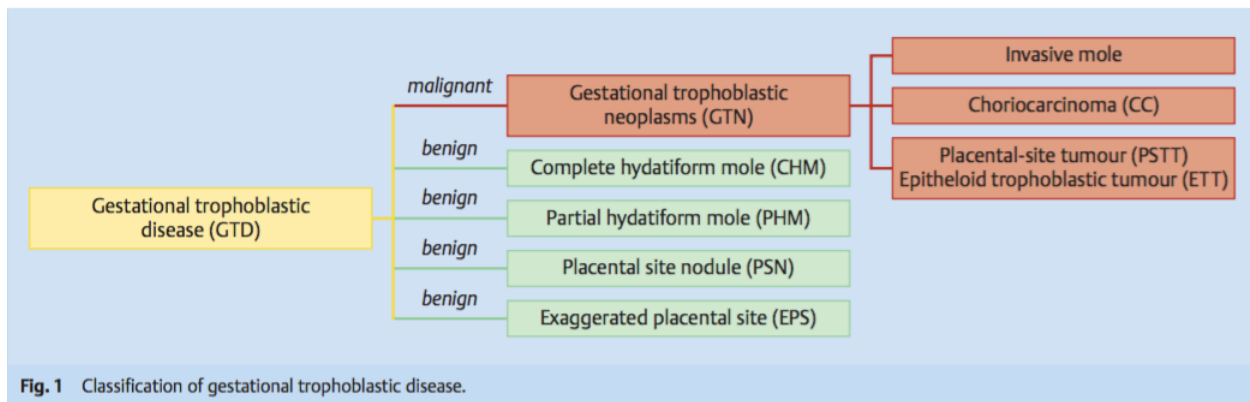 Gestational trophoblastic
disease (GTD)
malignant
Gestational trophoblastic
neoplasms (GTN)
Invasive mole
Choriocarcinoma (CC)
Placental-site tumour (PSTT)
Epitheloid trophoblastic tumour (ETT)
benign
Complete hydatiform mole (CHM)
benign
Partial hydatiform mole (PHM)
benign
Placental site nodule (PSN)
benign
Exaggerated placental site (EPS)
Fig. 1 Classification of gestational trophoblastic disease.